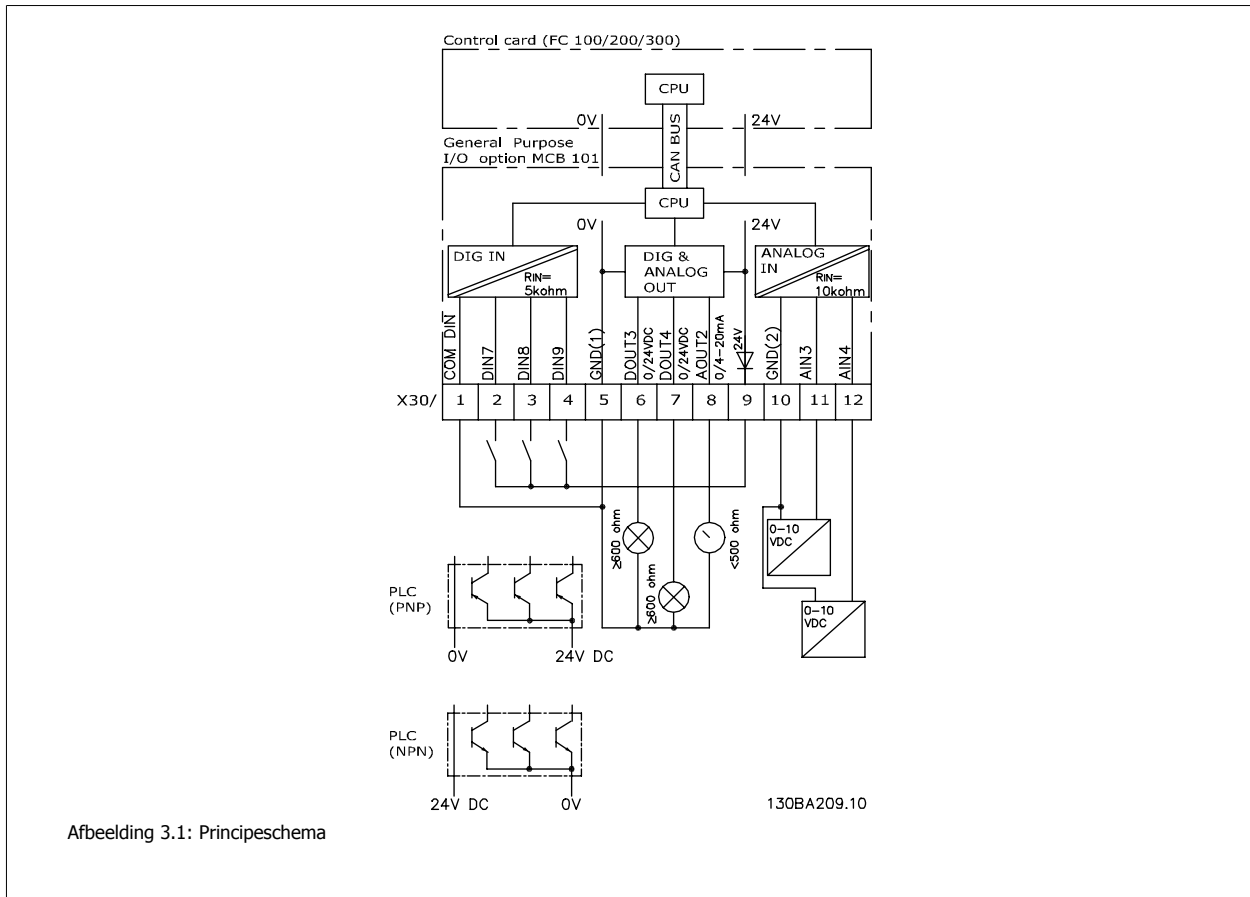 Control card (FC 100/200/300)
CPU
0V
24V
CAN BUS
General Purpose
I/O option MCB 101
CPU
0V
24V
DIG IN
RIN=
5kohm
DIG &
ANALOG
OUT
ANALOG
IN
RIN=
10kohm
COM DIN
DIN7
DIN8
DIN9
GND(1)
DOUT3
0/24VDC
DOUT4
0/24VDC
AOUT2
0/4-20mA
24V
GND(2)
AIN3
AIN4
X30/
1
2
3
4
5
6
7
8
9
10
11
12
≥600 ohm
≥600 ohm
<500 ohm
0-10
VDC
0-10
VDC
PLC
(PNP)
0V
24V DC
PLC
(NPN)
24V DC
0V
130BA209.10
Afbeelding 3.1: Principeschema